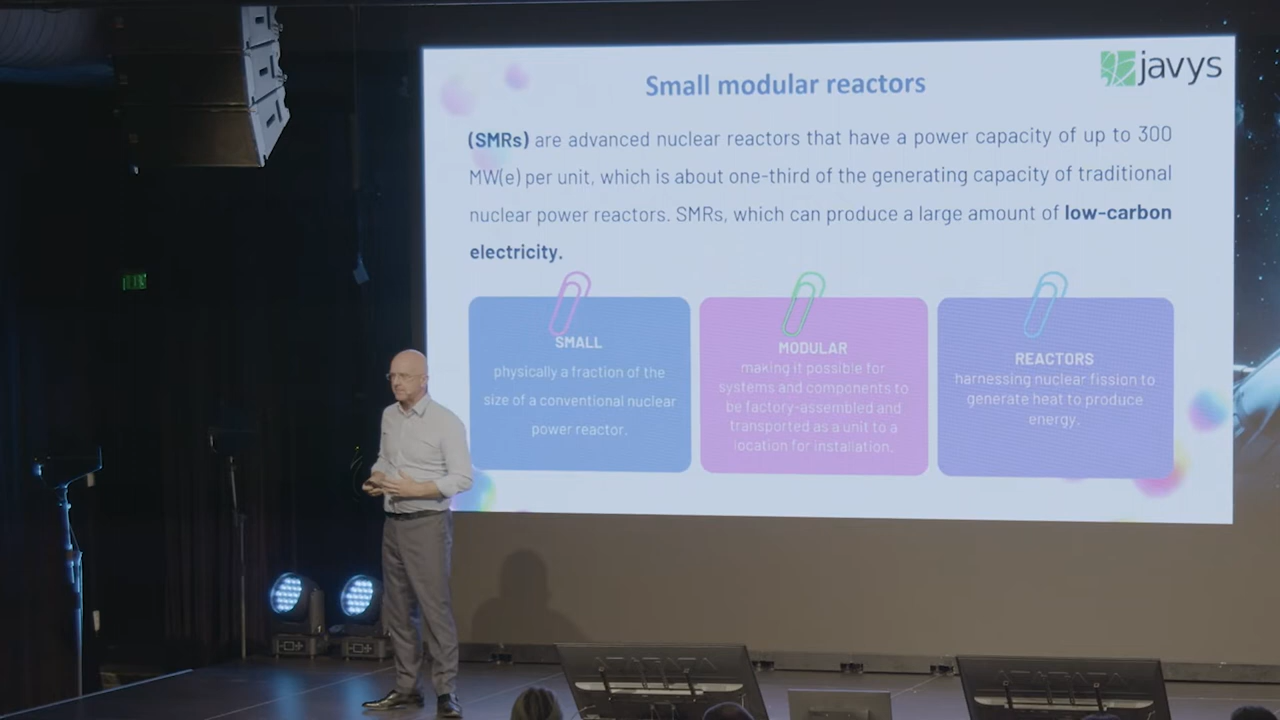 Small modular reactors
javys
(SMRs) are advanced nuclear reactors that have a power capacity of up to 300
MW(e) per unit, which is about one-third of the generating capacity of traditional
nuclear power reactors. SMRs, which can produce a large amount of low-carbon
electricity.
SMALL
physically a fraction of the
size of a conventional nuclear
power reactor.
MODULAR
making it possible for
systems and components to
be factory-assembled and
transported as a unit to a
location for installation.
REACTORS
harnessing nuclear fission to
generate heat to produce
energy.